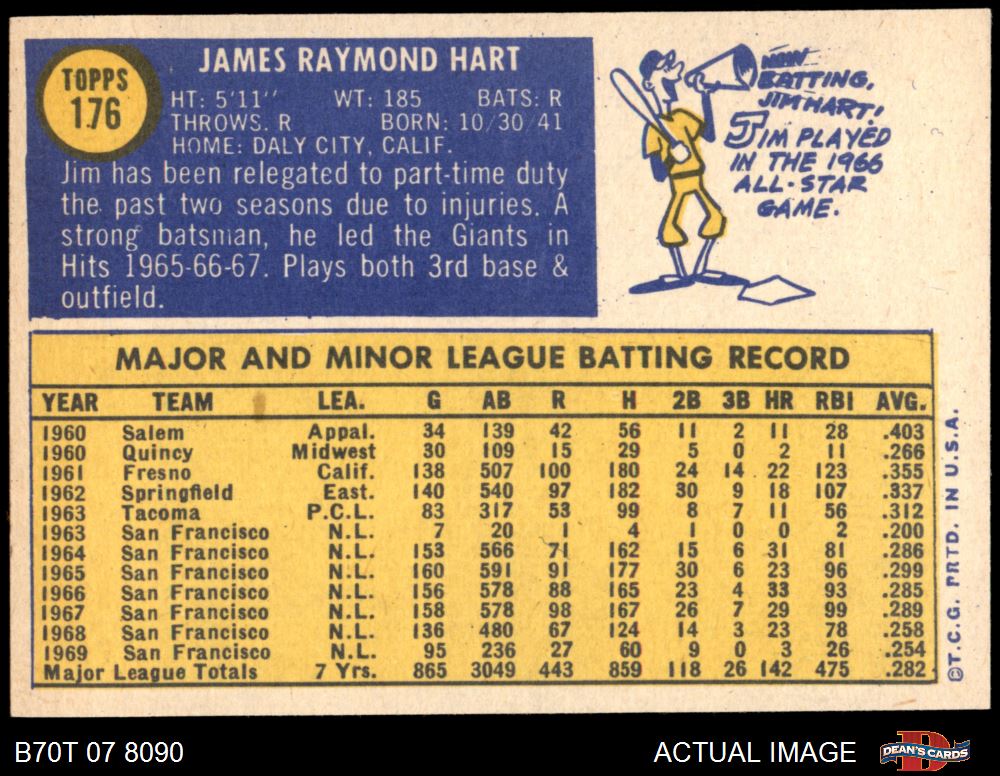 TOPPS
176
JAMES RAYMOND HART
HT: 5'11'' WT: 185 BATS: R
THROWS. R BORN: 10/30/41
HOME: DALY CITY, CALIF.
Jim has been relegated to part-time duty
the past two seasons due to injuries. A
strong batsman, he led the Giants in
Hits 1965-66-67. Plays both 3rd base &
outfield.
NOW
BATTING,
JIM HART!
JIM PLAYED
IN THE 1966
ALL-STAR
GAME.
MAJOR AND MINOR LEAGUE BATTING RECORD
YEAR TEAM LEA. G AB R H 2B 3B HR RBI AVG.
1960 Salem Appal. 34 139 42 56 11 2 11 28 .403
1960 Quincy Midwest 30 109 15 29 5 0 2 11 .266
1961 Fresno Calif. 138 507 100 180 24 14 22 123 .355
1962 Springfield East. 140 540 97 182 30 9 18 107 .337
1963 Tacoma P.C.L. 83 317 53 99 8 7 11 56 .312
1963 San Francisco N.L. 7 20 1 4 1 0 0 2 .200
1964 San Francisco N.L. 153 566 71 162 15 6 31 81 .286
1965 San Francisco N.L. 160 591 91 177 30 6 23 96 .299
1966 San Francisco N.L. 156 578 88 165 23 4 33 93 .285
1967 San Francisco N.L. 158 578 98 167 26 7 29 99 .289
1968 San Francisco N.L. 136 480 67 124 14 3 23 78 .258
1969 San Francisco N.L. 95 236 27 60 9 0 3 26 .254
Major League Totals 7 Yrs. 865 3049 443 859 118 26 142 475 .282
©T.C.G. PRTD. IN U.S.A.
B70T 07 8090
ACTUAL IMAGE
DEAN'S CARDS